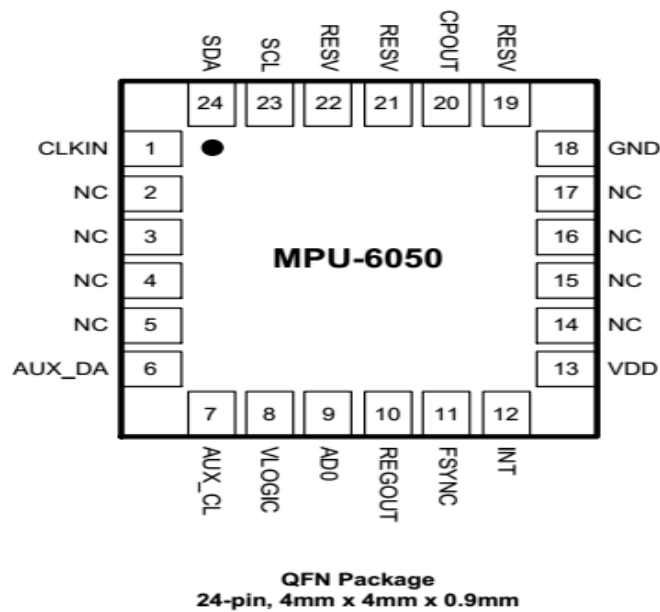 SDA SCL RESV RESV CPOUT RESV
24 23 22 21 20 19
CLKIN 1 18 GND
NC 2 17 NC
NC 3 16 NC
MPU-6050
NC 4 15 NC
NC 5 14 NC
AUX_DA 6 13 VDD
7 8 9 10 11 12
AUX_CL VLOGIC AD0 REGOUT FSYNC INT
QFN Package
24-pin, 4mm x 4mm x 0.9mm